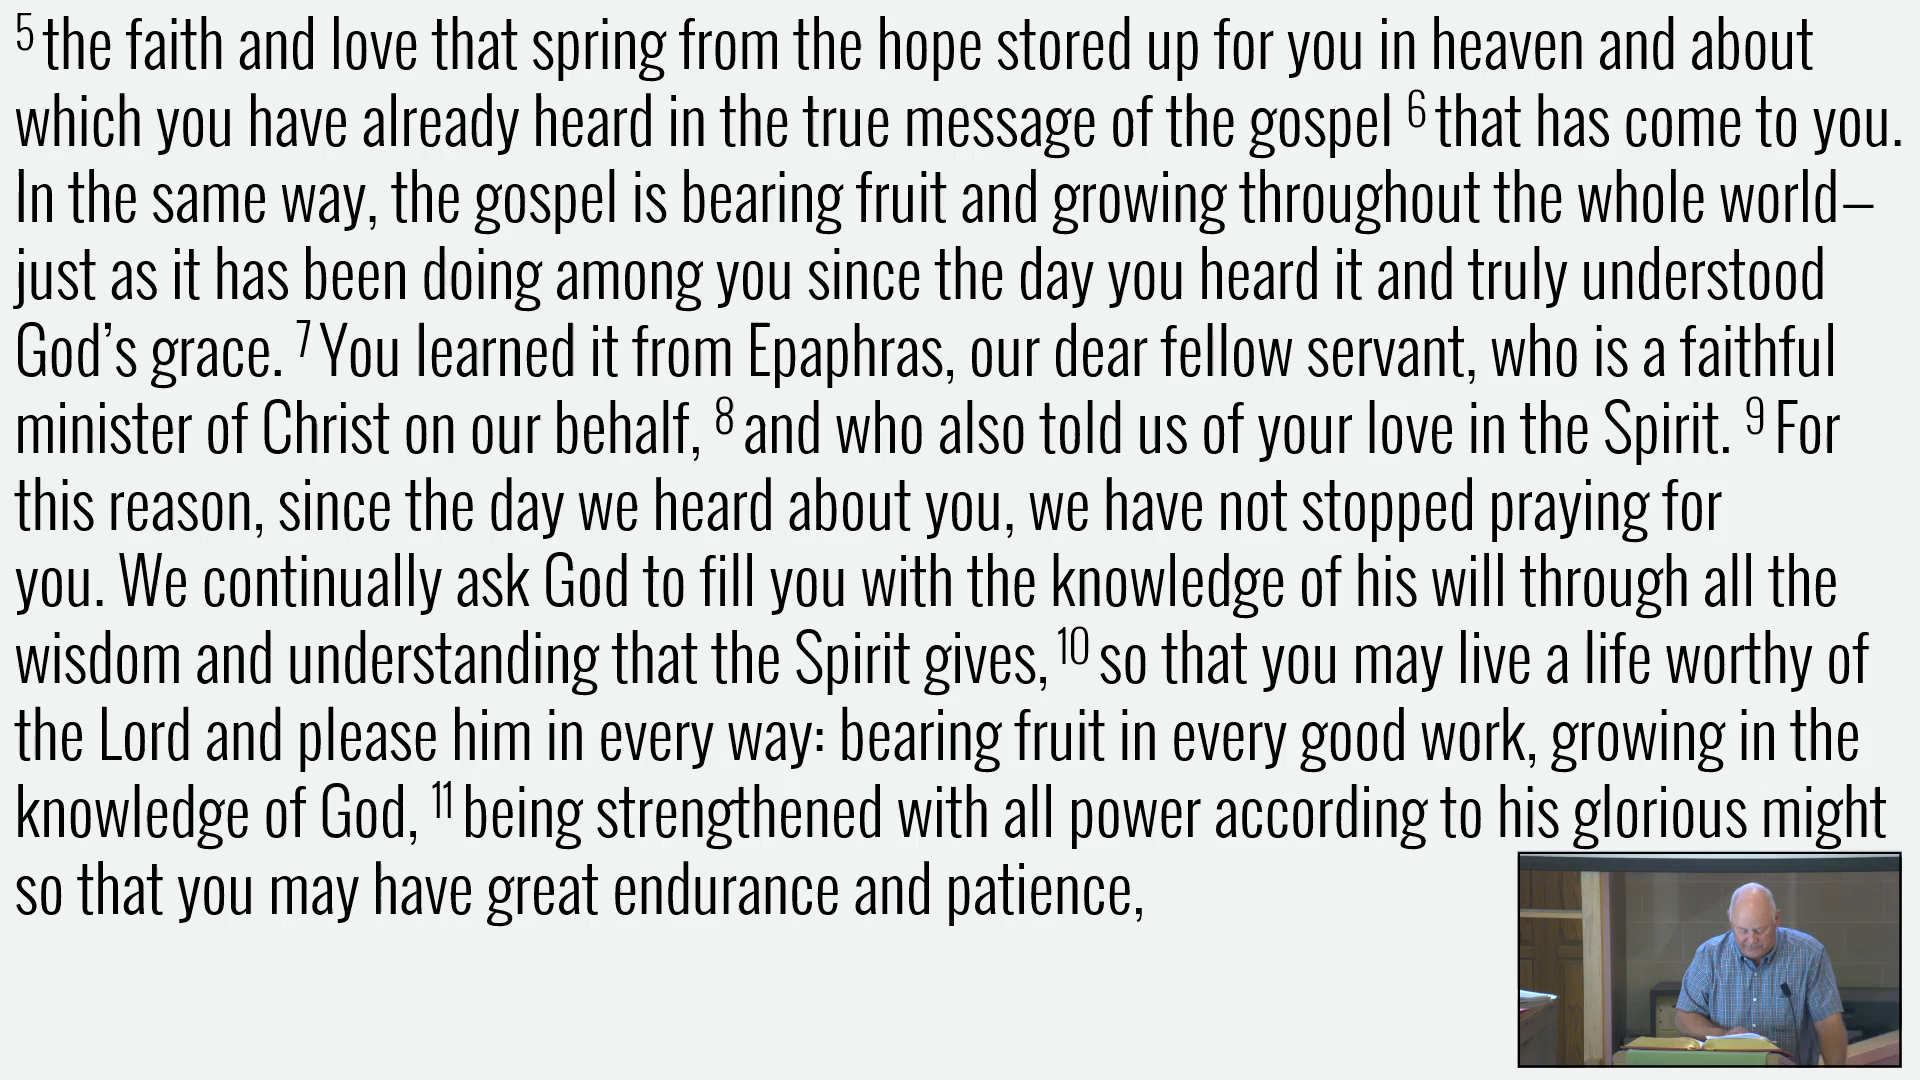 5 the faith and love that spring from the hope stored up for you in heaven and about
which you have already heard in the true message of the gospel 6 that has come to you.
In the same way, the gospel is bearing fruit and growing throughout the whole world–
just as it has been doing among you since the day you heard it and truly understood
God’s grace. 7 You learned it from Epaphras, our dear fellow servant, who is a faithful
minister of Christ on our behalf, 8 and who also told us of your love in the Spirit. 9 For
this reason, since the day we heard about you, we have not stopped praying for
you. We continually ask God to fill you with the knowledge of his will through all the
wisdom and understanding that the Spirit gives, 10 so that you may live a life worthy of
the Lord and please him in every way: bearing fruit in every good work, growing in the
knowledge of God, 11 being strengthened with all power according to his glorious might
so that you may have great endurance and patience,